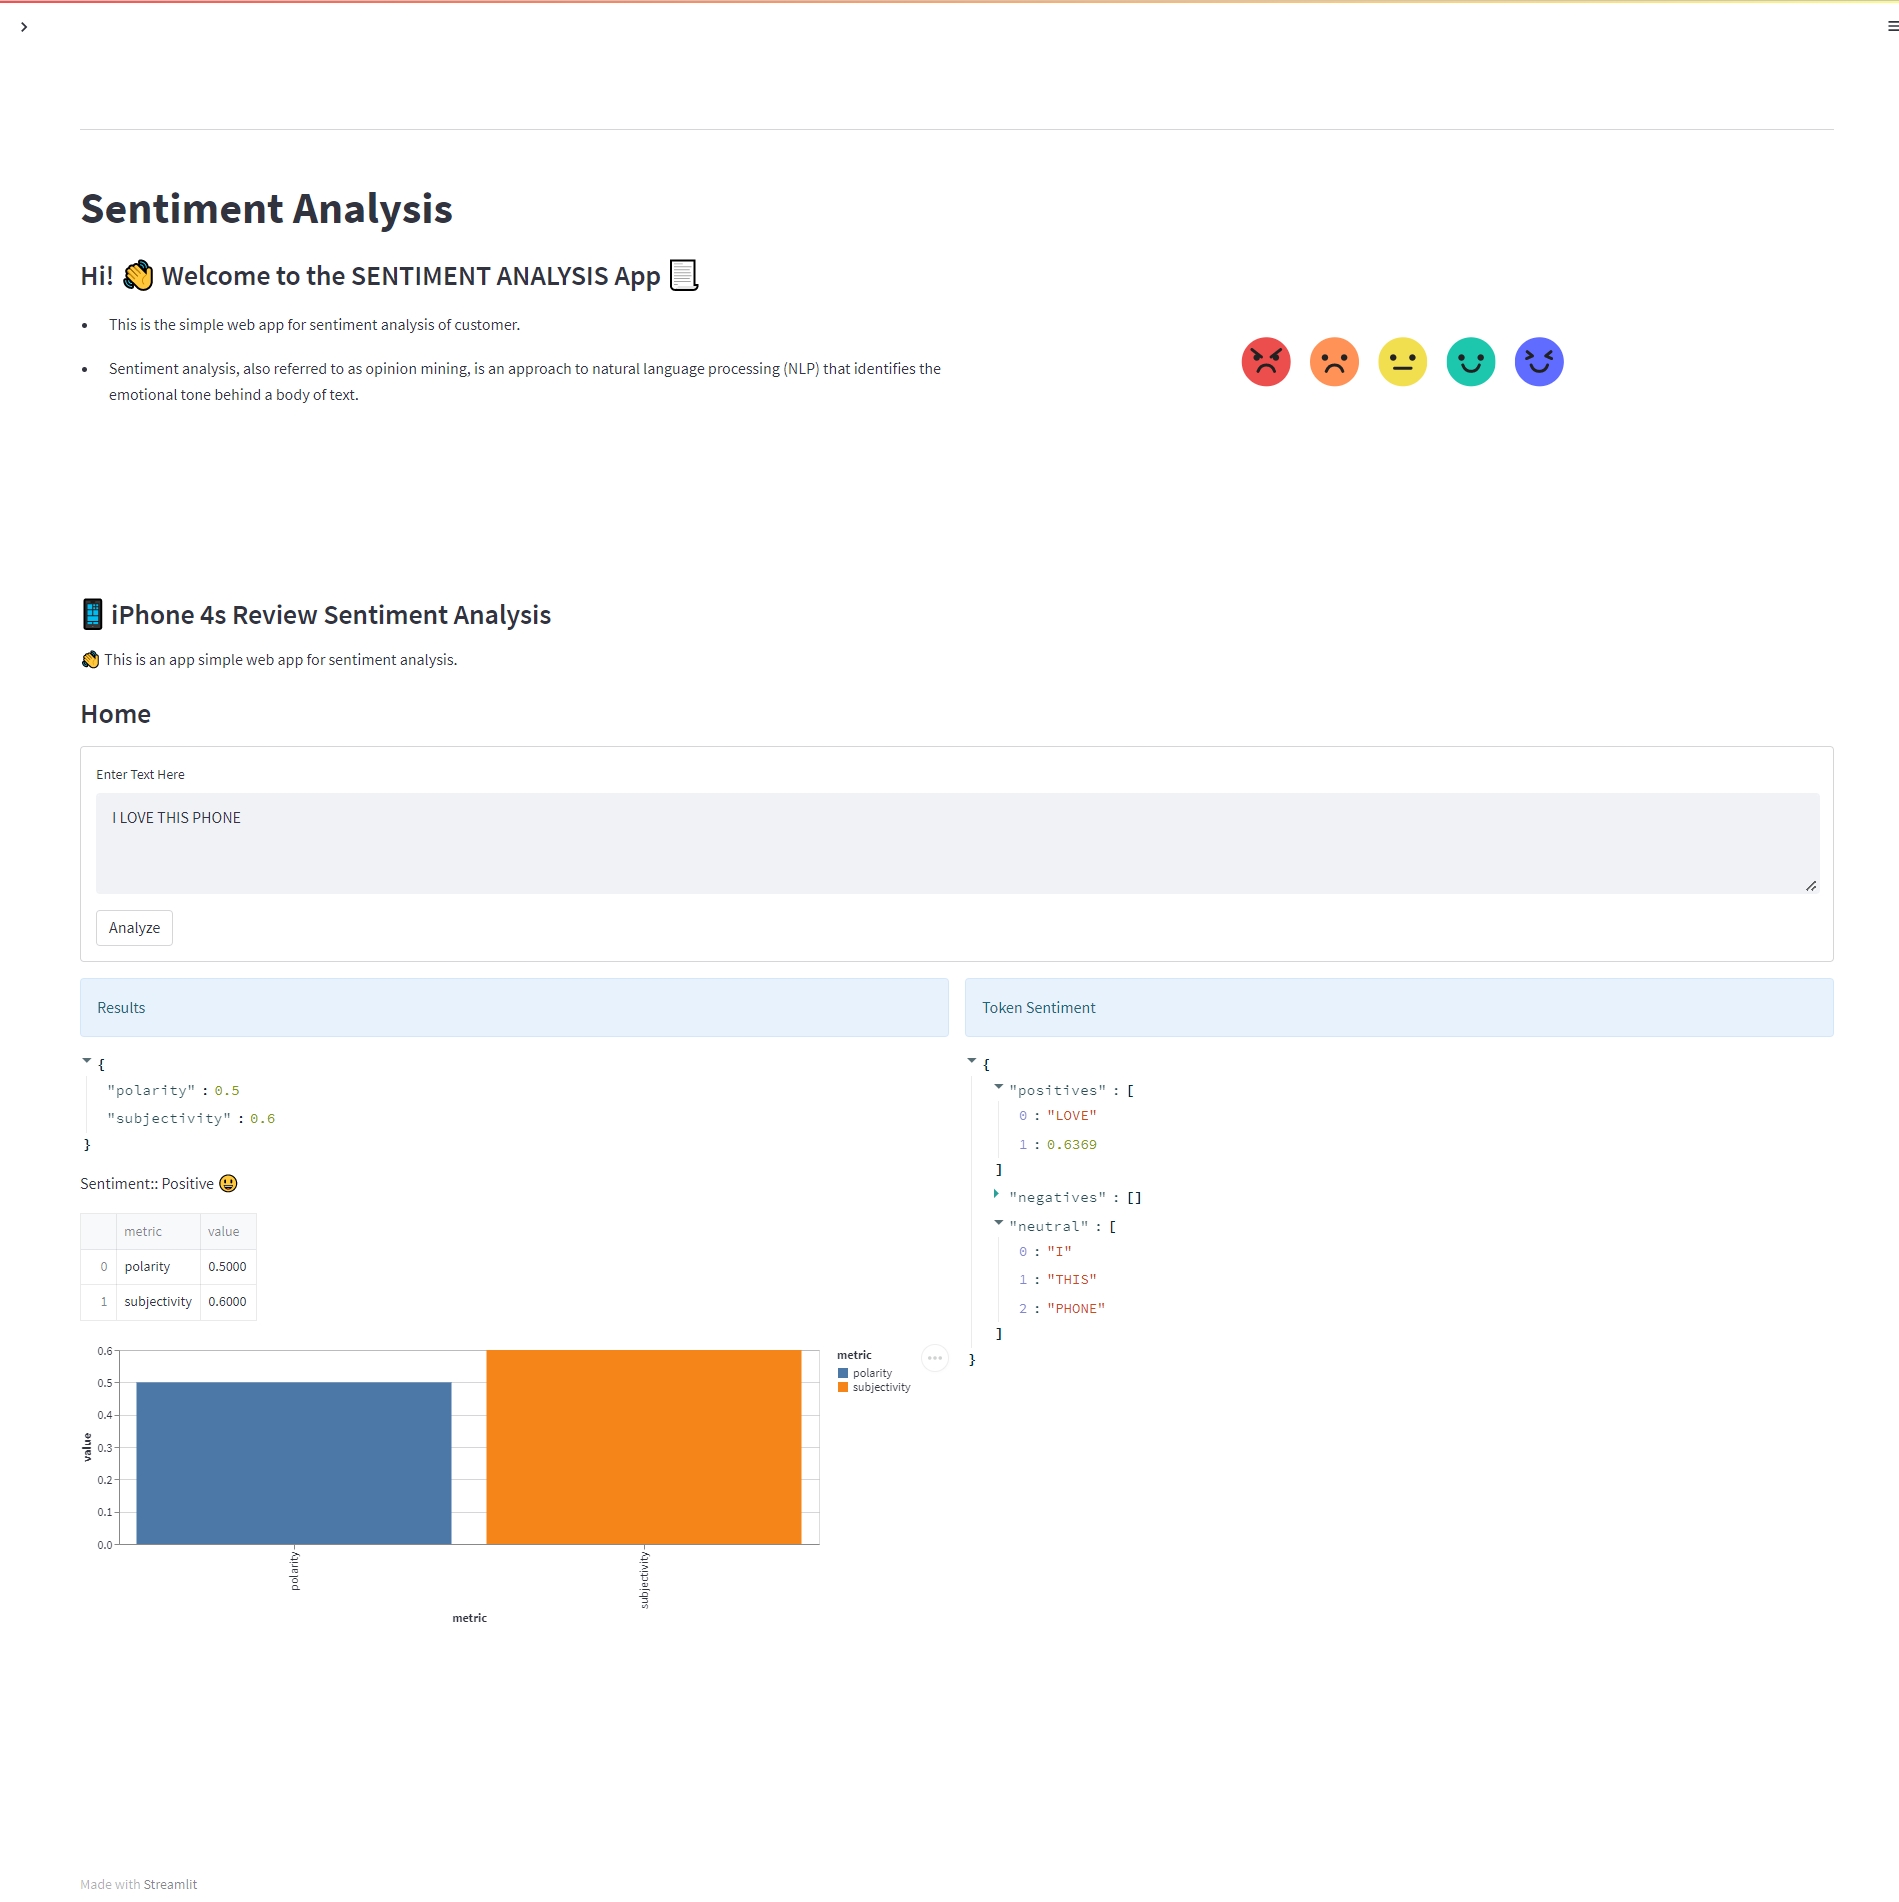 Sentiment Analysis
Hi! 👋 Welcome to the SENTIMENT ANALYSIS App 📃
This is the simple web app for sentiment analysis of customer.
Sentiment analysis, also referred to as opinion mining, is an approach to natural language processing (NLP) that identifies the
emotional tone behind a body of text.
📱 iPhone 4s Review Sentiment Analysis
👋 This is an app simple web app for sentiment analysis.
Home
Enter Text Here
I LOVE THIS PHONE
Analyze
Results
{
"polarity" : 0.5
"subjectivity" : 0.6
}
Sentiment:: Positive 😃
metric value
0 polarity 0.5000
1 subjectivity 0.6000
value
0.6
0.5
0.4
0.3
0.2
0.1
0.0
polarity
subjectivity
metric
metric
polarity
subjectivity
Token Sentiment
{
"positives" : [
0 : "LOVE"
1 : 0.6369
]
"negatives" : []
"neutral" : [
0 : "I"
1 : "THIS"
2 : "PHONE"
]
}
Made with Streamlit